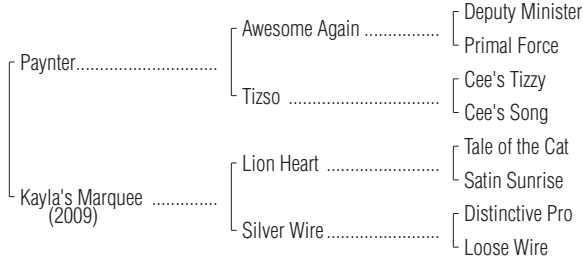 Deputy Minister
Awesome Again ................
Primal Force
Paynter..............................
Cee's Tizzy
Tizso ................................
Cee's Song
Tale of the Cat
Lion Heart ........................
Satin Sunrise
Kayla's Marquee ..............
(2009)
Distinctive Pro
Silver Wire........................
Loose Wire